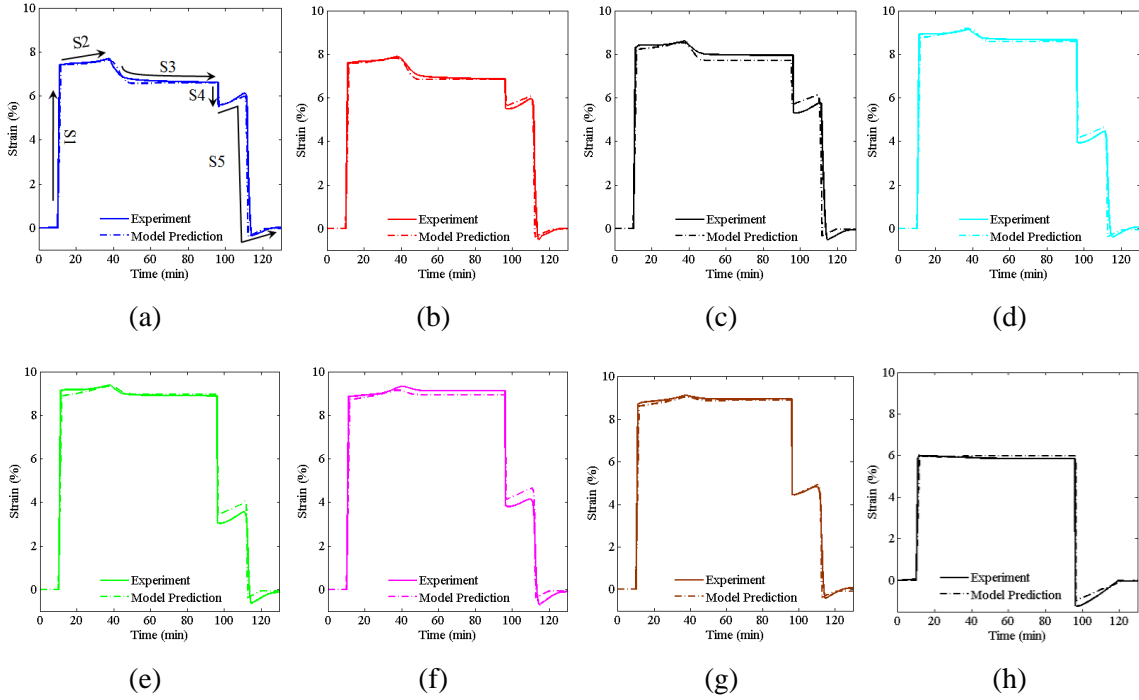 10
8
6
4
2
0
Strain (%)
S1
S2
S3
S4
S5
Experiment
Model Prediction
0 20 40 60 80 100 120
Time (min)
(a)
10
8
6
4
2
0
Strain (%)
Experiment
Model Prediction
0 20 40 60 80 100 120
Time (min)
(b)
10
8
6
4
2
0
Strain (%)
Experiment
Model Prediction
0 20 40 60 80 100 120
Time (min)
(c)
10
8
6
4
2
0
Strain (%)
Experiment
Model Prediction
0 20 40 60 80 100 120
Time (min)
(d)
10
8
6
4
2
0
Strain (%)
Experiment
Model Prediction
0 20 40 60 80 100 120
Time (min)
(e)
10
8
6
4
2
0
Strain (%)
Experiment
Model Prediction
0 20 40 60 80 100 120
Time (min)
(f)
10
8
6
4
2
0
Strain (%)
Experiment
Model Prediction
0 20 40 60 80 100 120
Time (min)
(g)
10
8
6
4
2
0
Strain (%)
Experiment
Model Prediction
0 20 40 60 80 100 120
Time (min)
(h)